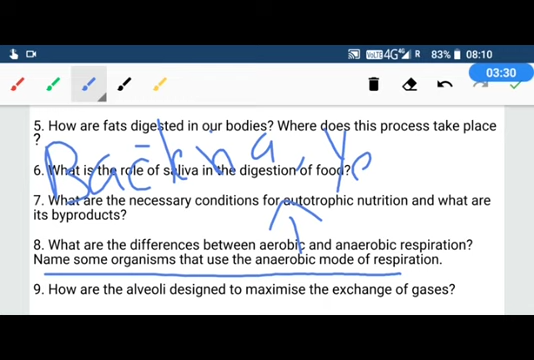 VoLTE 4G 4G R 83% 08:10
03:30
5. How are fats digested in our bodies? Where does this process take place
?
6. What is the role of saliva in the digestion of food?
7. What are the necessary conditions for autotrophic nutrition and what are
its byproducts?
8. What are the differences between aerobic and anaerobic respiration?
Name some organisms that use the anaerobic mode of respiration.
9. How are the alveoli designed to maximise the exchange of gases?